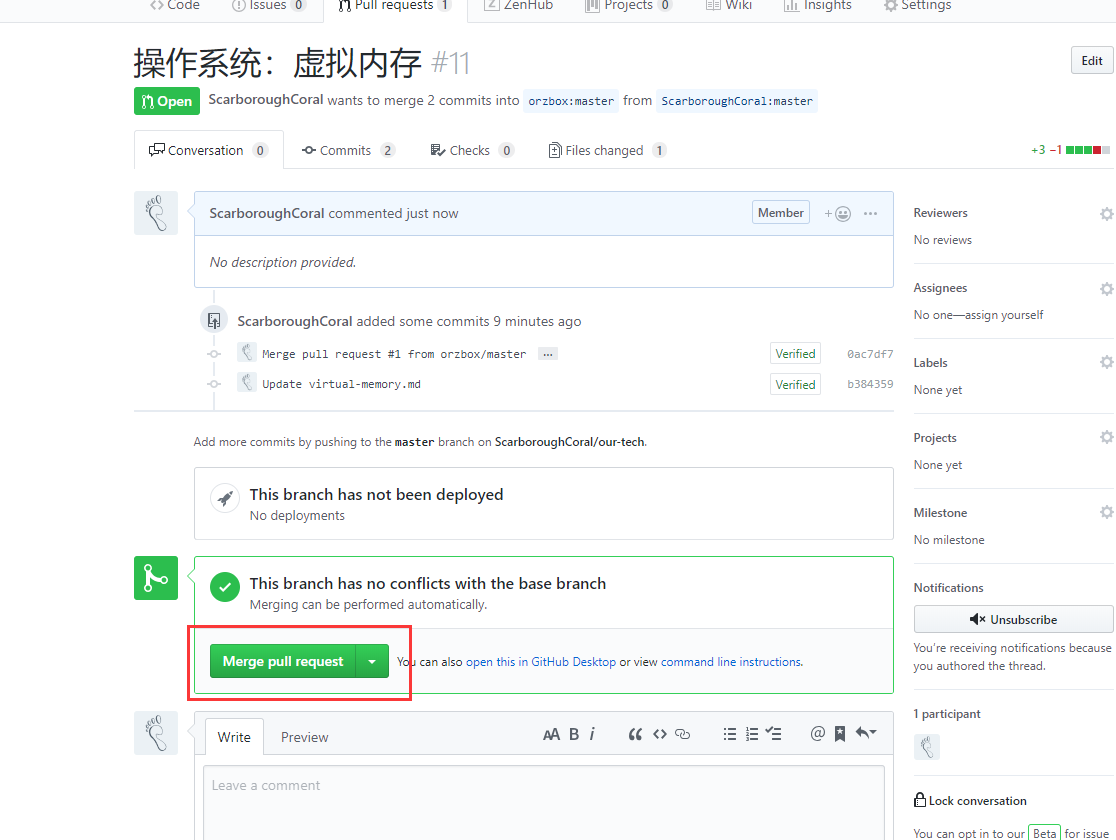 Code Issues 0 Pull requests 1 ZenHub Projects 0 Wiki Insights Settings
操作系统：虚拟内存 #11
Edit
Open ScarboroughCoral wants to merge 2 commits into orzbox:master from ScarboroughCoral:master
Conversation 0 Commits 2 Checks 0 Files changed 1 +3 −1
ScarboroughCoral commented just now Member
No description provided.
ScarboroughCoral added some commits 9 minutes ago
Merge pull request #1 from orzbox/master … Verified 0ac7df7
Update virtual-memory.md Verified b384359
Add more commits by pushing to the master branch on ScarboroughCoral/our-tech.
This branch has not been deployed
No deployments
This branch has no conflicts with the base branch
Merging can be performed automatically.
Merge pull request You can also open this in GitHub Desktop or view command line instructions.
Write Preview AA B i
Leave a comment
Reviewers
No reviews
Assignees
No one—assign yourself
Labels
None yet
Projects
None yet
Milestone
No milestone
Notifications
Unsubscribe
You're receiving notifications because
you authored the thread.
1 participant
Lock conversation
You can opt in to our Beta for issue